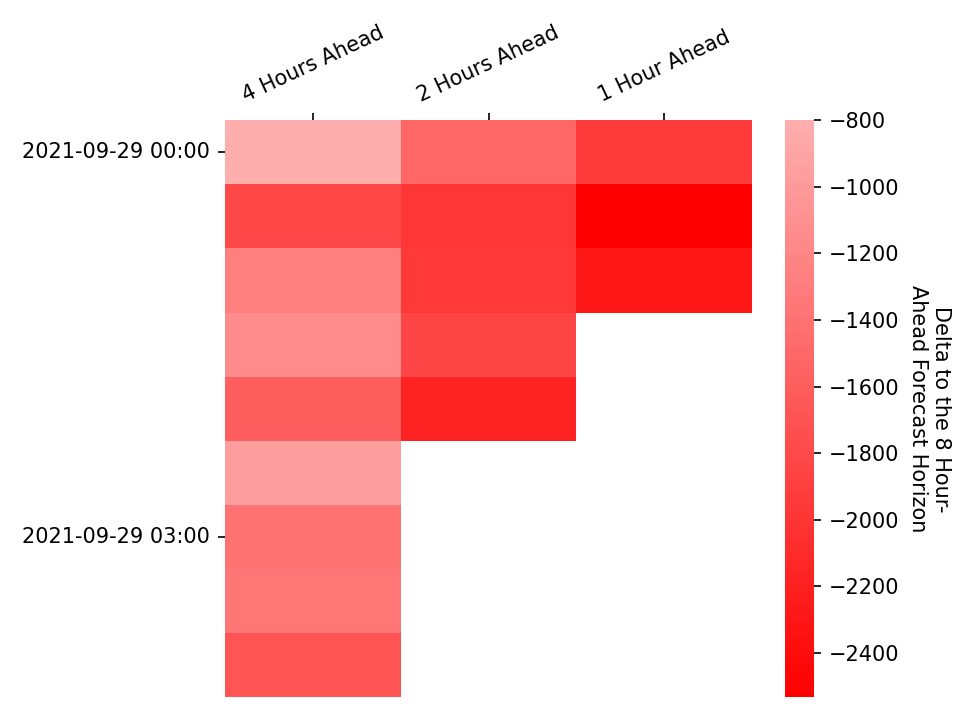 4 Hours Ahead
2 Hours Ahead
1 Hour Ahead
2021-09-29 00:00
2021-09-29 03:00
−800
−1000
−1200
−1400
−1600
−1800
−2000
−2200
−2400
Delta to the 8 Hour-
Ahead Forecast Horizon